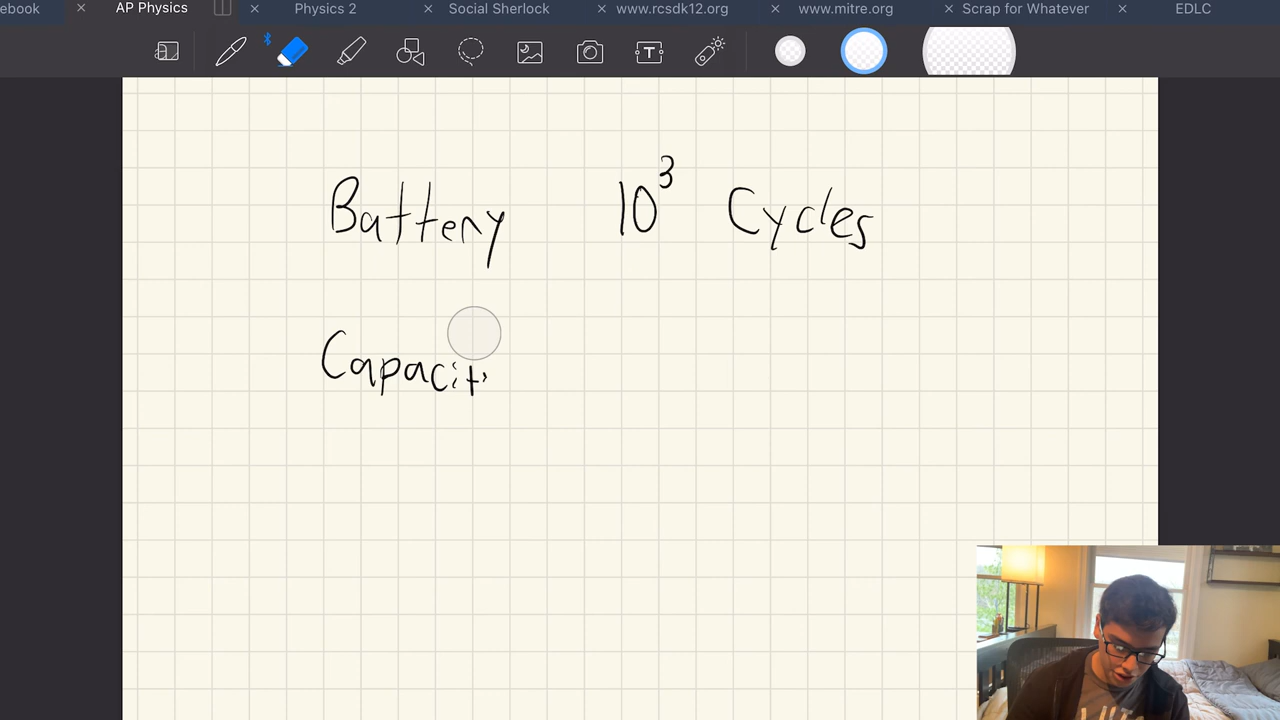 ebook × AP Physics × Physics 2 × Social Sherlock × www.rcsdk12.org × www.mitre.org × Scrap for Whatever × EDLC
T
Battery 10³ Cycles
Capacit